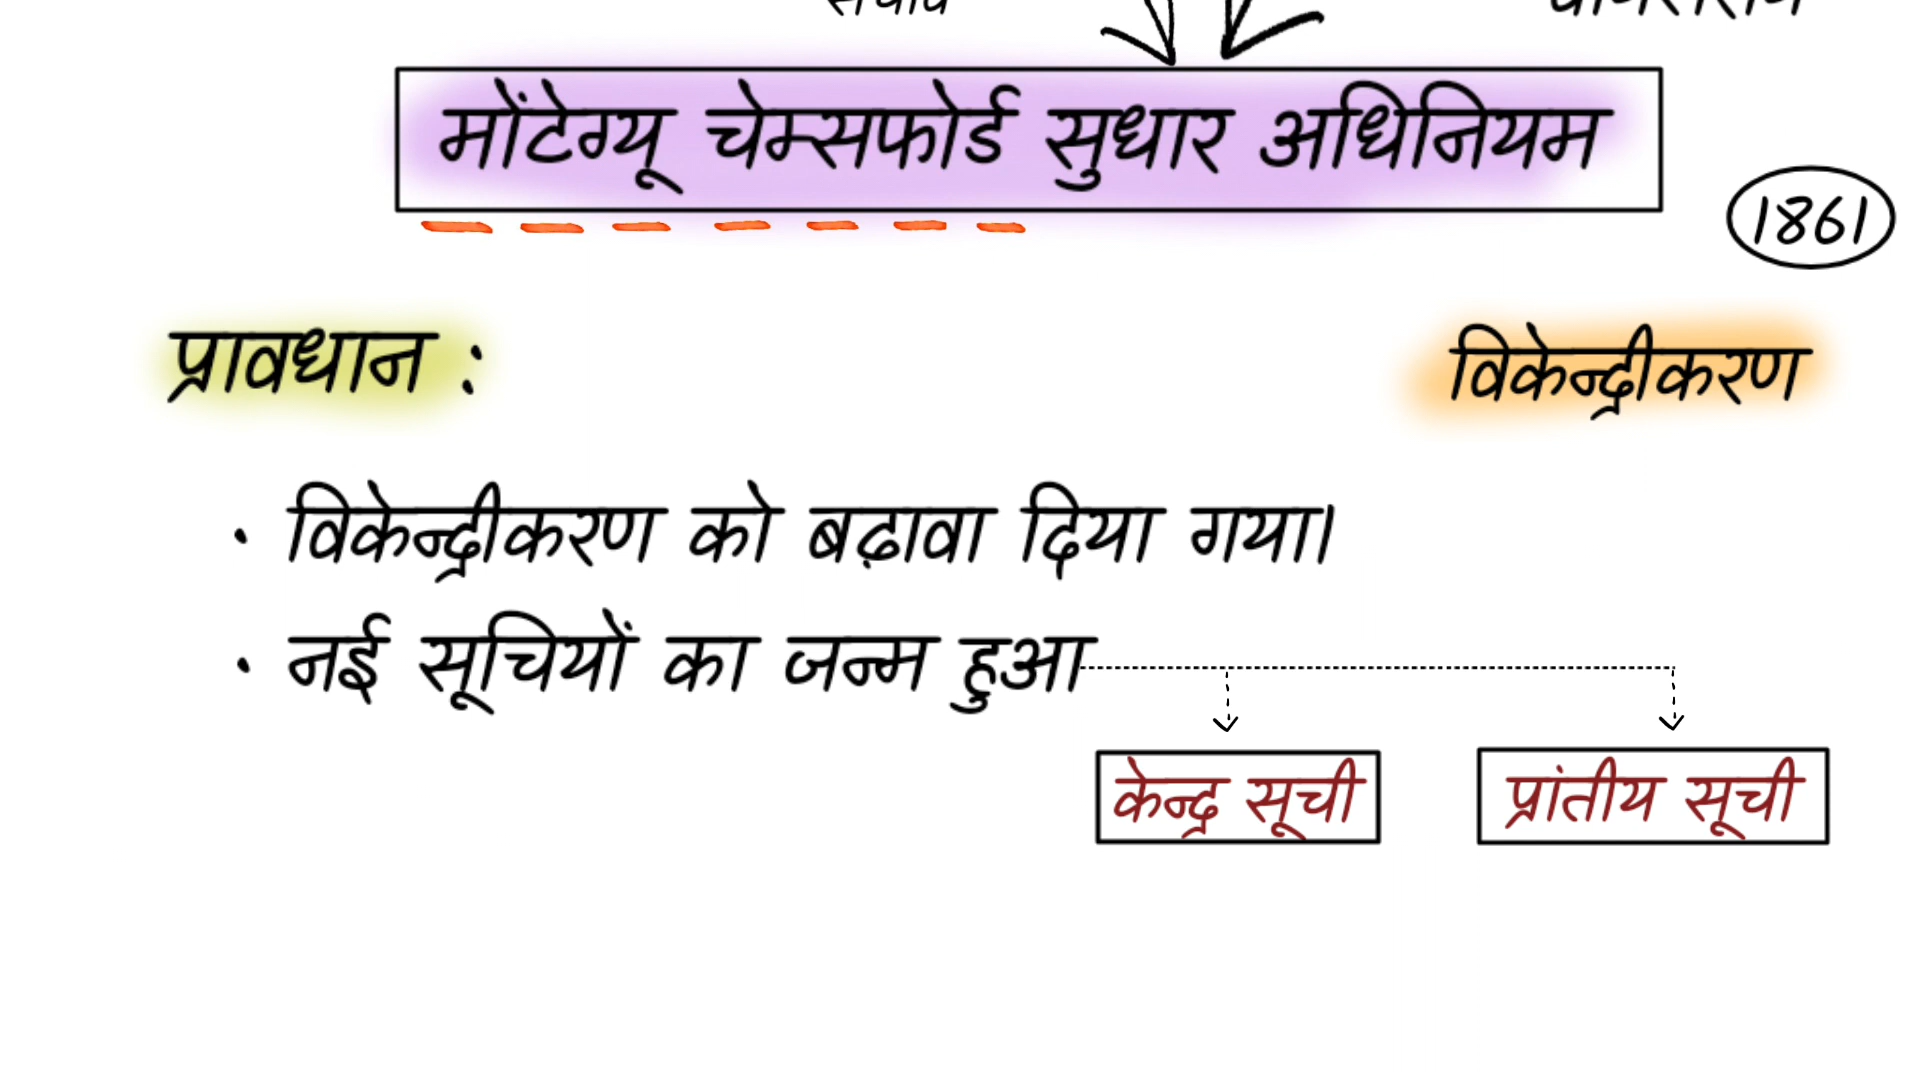 मोंटेग्यू चेम्सफोर्ड सुधार अधिनियम
1861
प्रावधान :
विकेन्द्रीकरण
· विकेन्द्रीकरण को बढ़ावा दिया गया।
· नई सूचियों का जन्म हुआ
केन्द्र सूची
प्रांतीय सूची